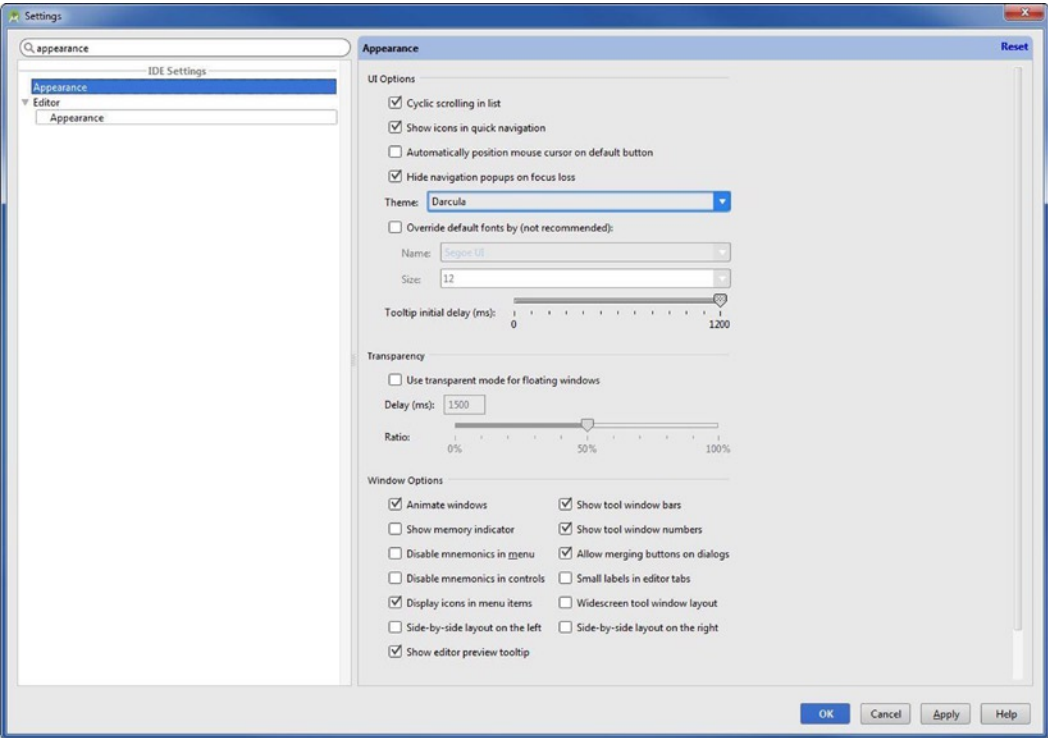 Settings
appearance
IDE Settings
Appearance
Editor
Appearance
Appearance
Reset
UI Options
Cyclic scrolling in list
Show icons in quick navigation
Automatically position mouse cursor on default button
Hide navigation popups on focus loss
Theme: Darcula
Override default fonts by (not recommended):
Name: Segoe UI
Size: 12
Tooltip initial delay (ms):
0 1200
Transparency
Use transparent mode for floating windows
Delay (ms): 1500
Ratio:
0% 50% 100%
Window Options
Animate windows
Show tool window bars
Show memory indicator
Show tool window numbers
Disable mnemonics in menu
Allow merging buttons on dialogs
Disable mnemonics in controls
Small labels in editor tabs
Display icons in menu items
Widescreen tool window layout
Side-by-side layout on the left
Side-by-side layout on the right
Show editor preview tooltip
OK Cancel Apply Help